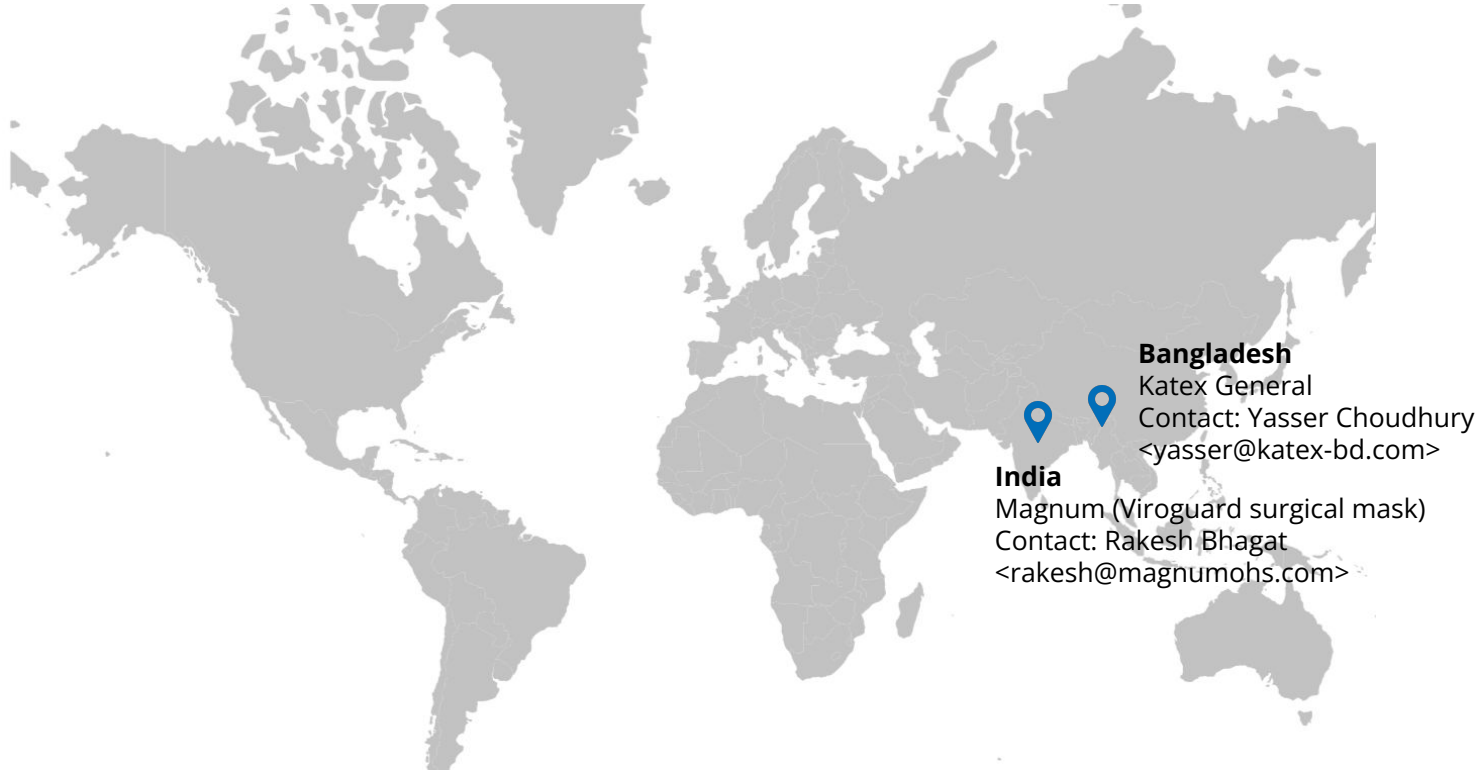 Bangladesh
Katex General
Contact: Yasser Choudhury
<yasser@katex-bd.com>
India
Magnum (Viroguard surgical mask)
Contact: Rakesh Bhagat
<rakesh@magnumohs.com>